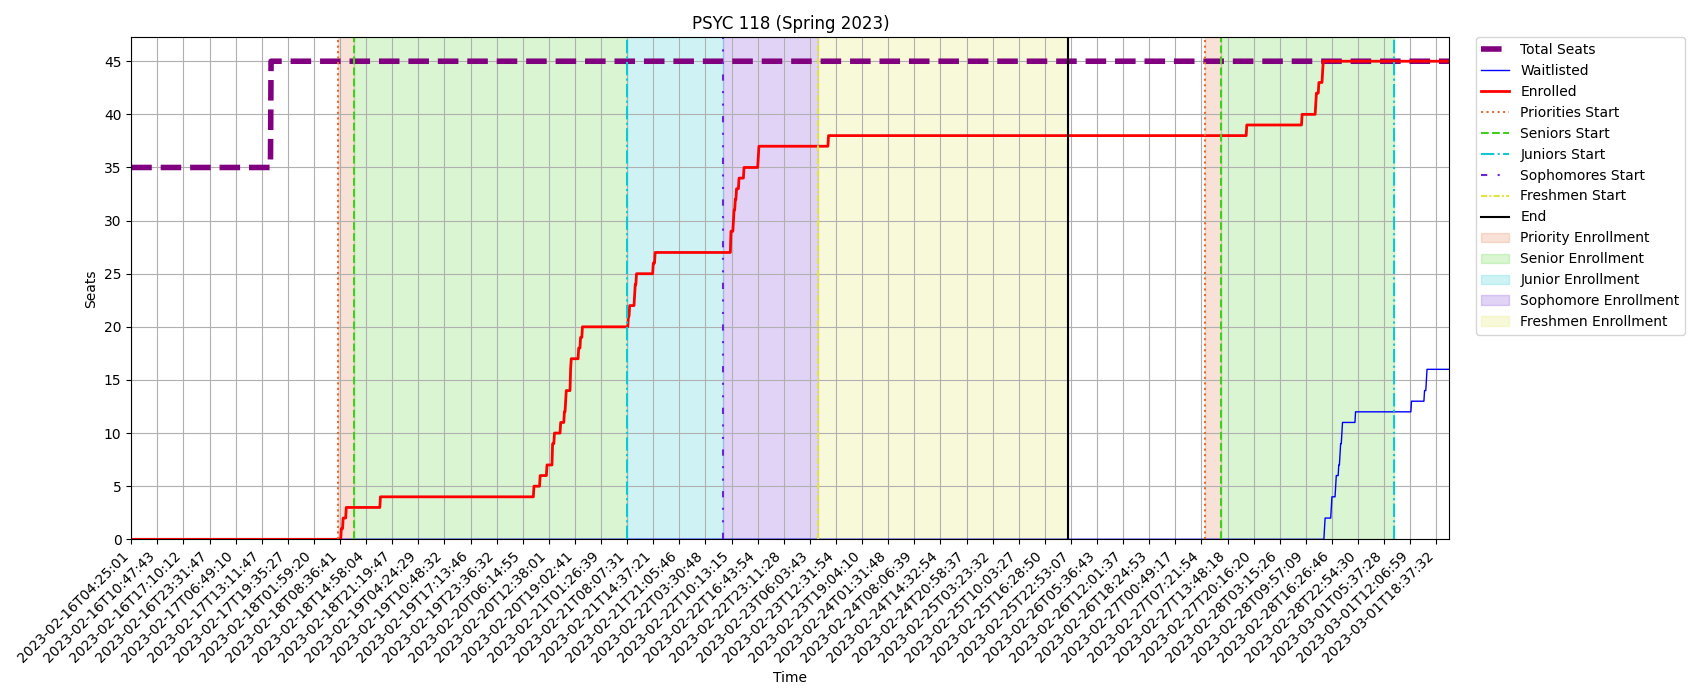 PSYC 118 (Spring 2023)
Seats
45
40
35
30
25
20
15
10
5
0
2023-02-16T04:25:01
2023-02-16T10:47:43
2023-02-16T17:10:12
2023-02-16T23:31:47
2023-02-17T06:49:10
2023-02-17T13:11:47
2023-02-17T19:35:27
2023-02-18T01:59:20
2023-02-18T08:36:41
2023-02-18T14:58:04
2023-02-18T21:19:47
2023-02-19T04:24:29
2023-02-19T10:48:32
2023-02-19T17:13:46
2023-02-19T23:36:32
2023-02-20T06:14:55
2023-02-20T12:38:01
2023-02-20T19:02:41
2023-02-21T01:26:39
2023-02-21T08:07:31
2023-02-21T14:37:21
2023-02-21T21:05:46
2023-02-22T03:30:48
2023-02-22T10:13:15
2023-02-22T16:43:54
2023-02-22T23:11:28
2023-02-23T06:03:43
2023-02-23T12:31:54
2023-02-23T19:04:10
2023-02-24T01:31:48
2023-02-24T08:06:39
2023-02-24T14:32:54
2023-02-24T20:58:37
2023-02-25T03:23:32
2023-02-25T10:03:27
2023-02-25T16:28:50
2023-02-25T22:53:07
2023-02-26T05:36:43
2023-02-26T12:01:37
2023-02-26T18:24:53
2023-02-27T00:49:17
2023-02-27T07:21:54
2023-02-27T13:48:18
2023-02-27T20:16:20
2023-02-28T03:15:26
2023-02-28T09:57:09
2023-02-28T16:26:46
2023-02-28T22:54:30
2023-03-01T05:37:28
2023-03-01T12:06:59
2023-03-01T18:37:32
Time
Total Seats
Waitlisted
Enrolled
Priorities Start
Seniors Start
Juniors Start
Sophomores Start
Freshmen Start
End
Priority Enrollment
Senior Enrollment
Junior Enrollment
Sophomore Enrollment
Freshmen Enrollment